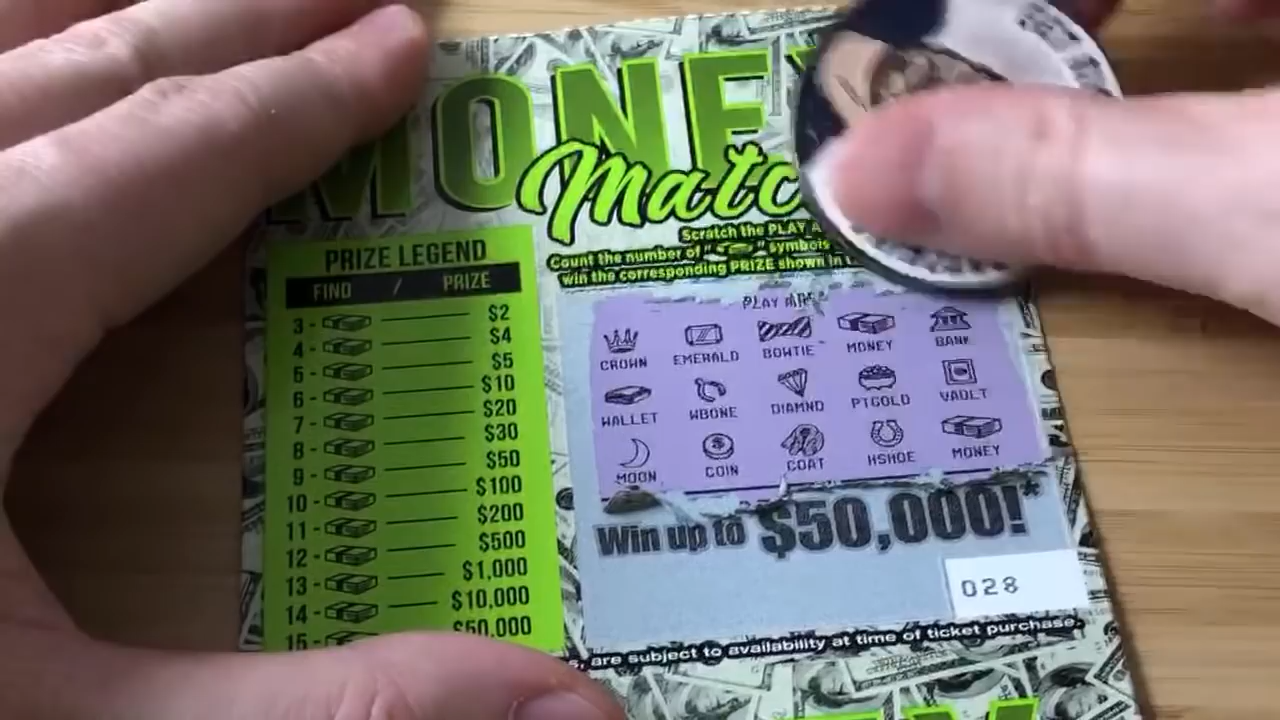 MONEY
Match
Scratch the PLAY A
Count the number of " " symbols
win the corresponding PRIZE shown in t
PRIZE LEGEND
FIND / PRIZE
3 - $2
4 - $4
5 - $5
6 - $10
7 - $20
8 - $30
9 - $50
10 - $100
11 - $200
12 - $500
13 - $1,000
14 - $10,000
15 - $50,000
PLAY
CROWN EMERALD BOWTIE MONEY BANK
WALLET WBONE DIAMND PTGOLD VAULT
MOON COIN COAT HSHOE MONEY
Win up to $50,000!*
028
s, are subject to availability at time of ticket purchase.